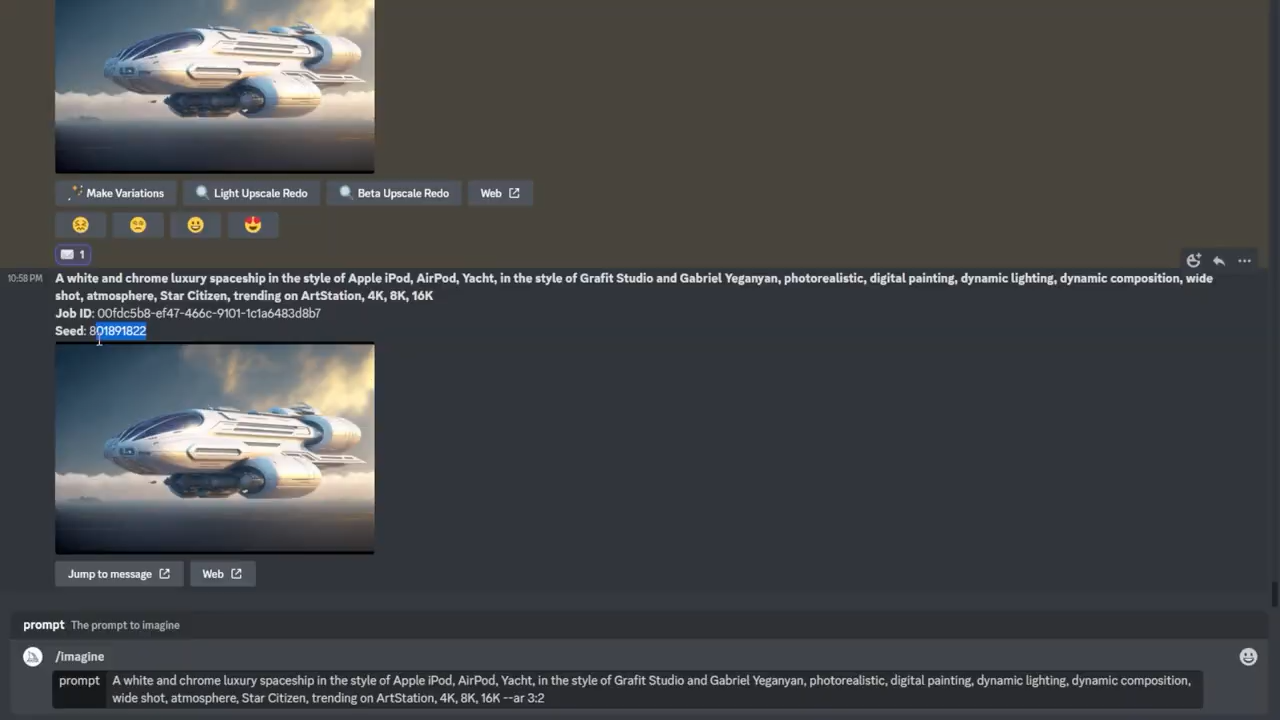 Make Variations Light Upscale Redo Beta Upscale Redo Web
1
10:58 PM A white and chrome luxury spaceship in the style of Apple iPod, AirPod, Yacht, in the style of Grafit Studio and Gabriel Yeganyan, photorealistic, digital painting, dynamic lighting, dynamic composition, wide
shot, atmosphere, Star Citizen, trending on ArtStation, 4K, 8K, 16K
Job ID: 00fdc5b8-ef47-466c-9101-1c1a6483d8b7
Seed: 801891822
Jump to message Web
prompt The prompt to imagine
/imagine
prompt A white and chrome luxury spaceship in the style of Apple iPod, AirPod, Yacht, in the style of Grafit Studio and Gabriel Yeganyan, photorealistic, digital painting, dynamic lighting, dynamic composition,
wide shot, atmosphere, Star Citizen, trending on ArtStation, 4K, 8K, 16K --ar 3:2